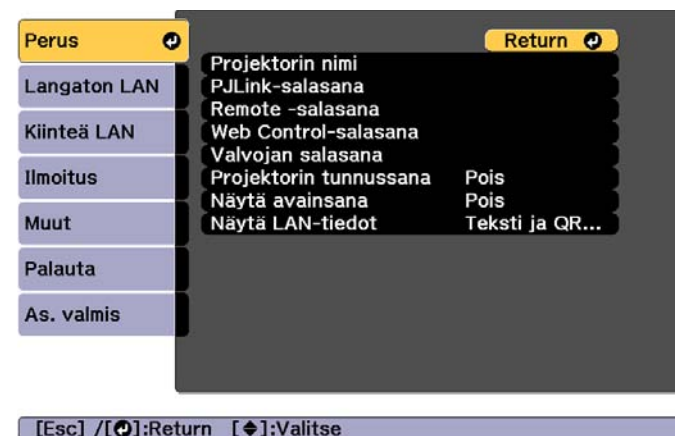 Perus
Langaton LAN
Kiinteä LAN
Ilmoitus
Muut
Palauta
As. valmis
Return
Projektorin nimi
PJLink-salasana
Remote -salasana
Web Control-salasana
Valvojan salasana
Projektorin tunnussana Pois
Näytä avainsana Pois
Näytä LAN-tiedot Teksti ja QR...
[Esc] /[⏎]:Return [◆]:Valitse